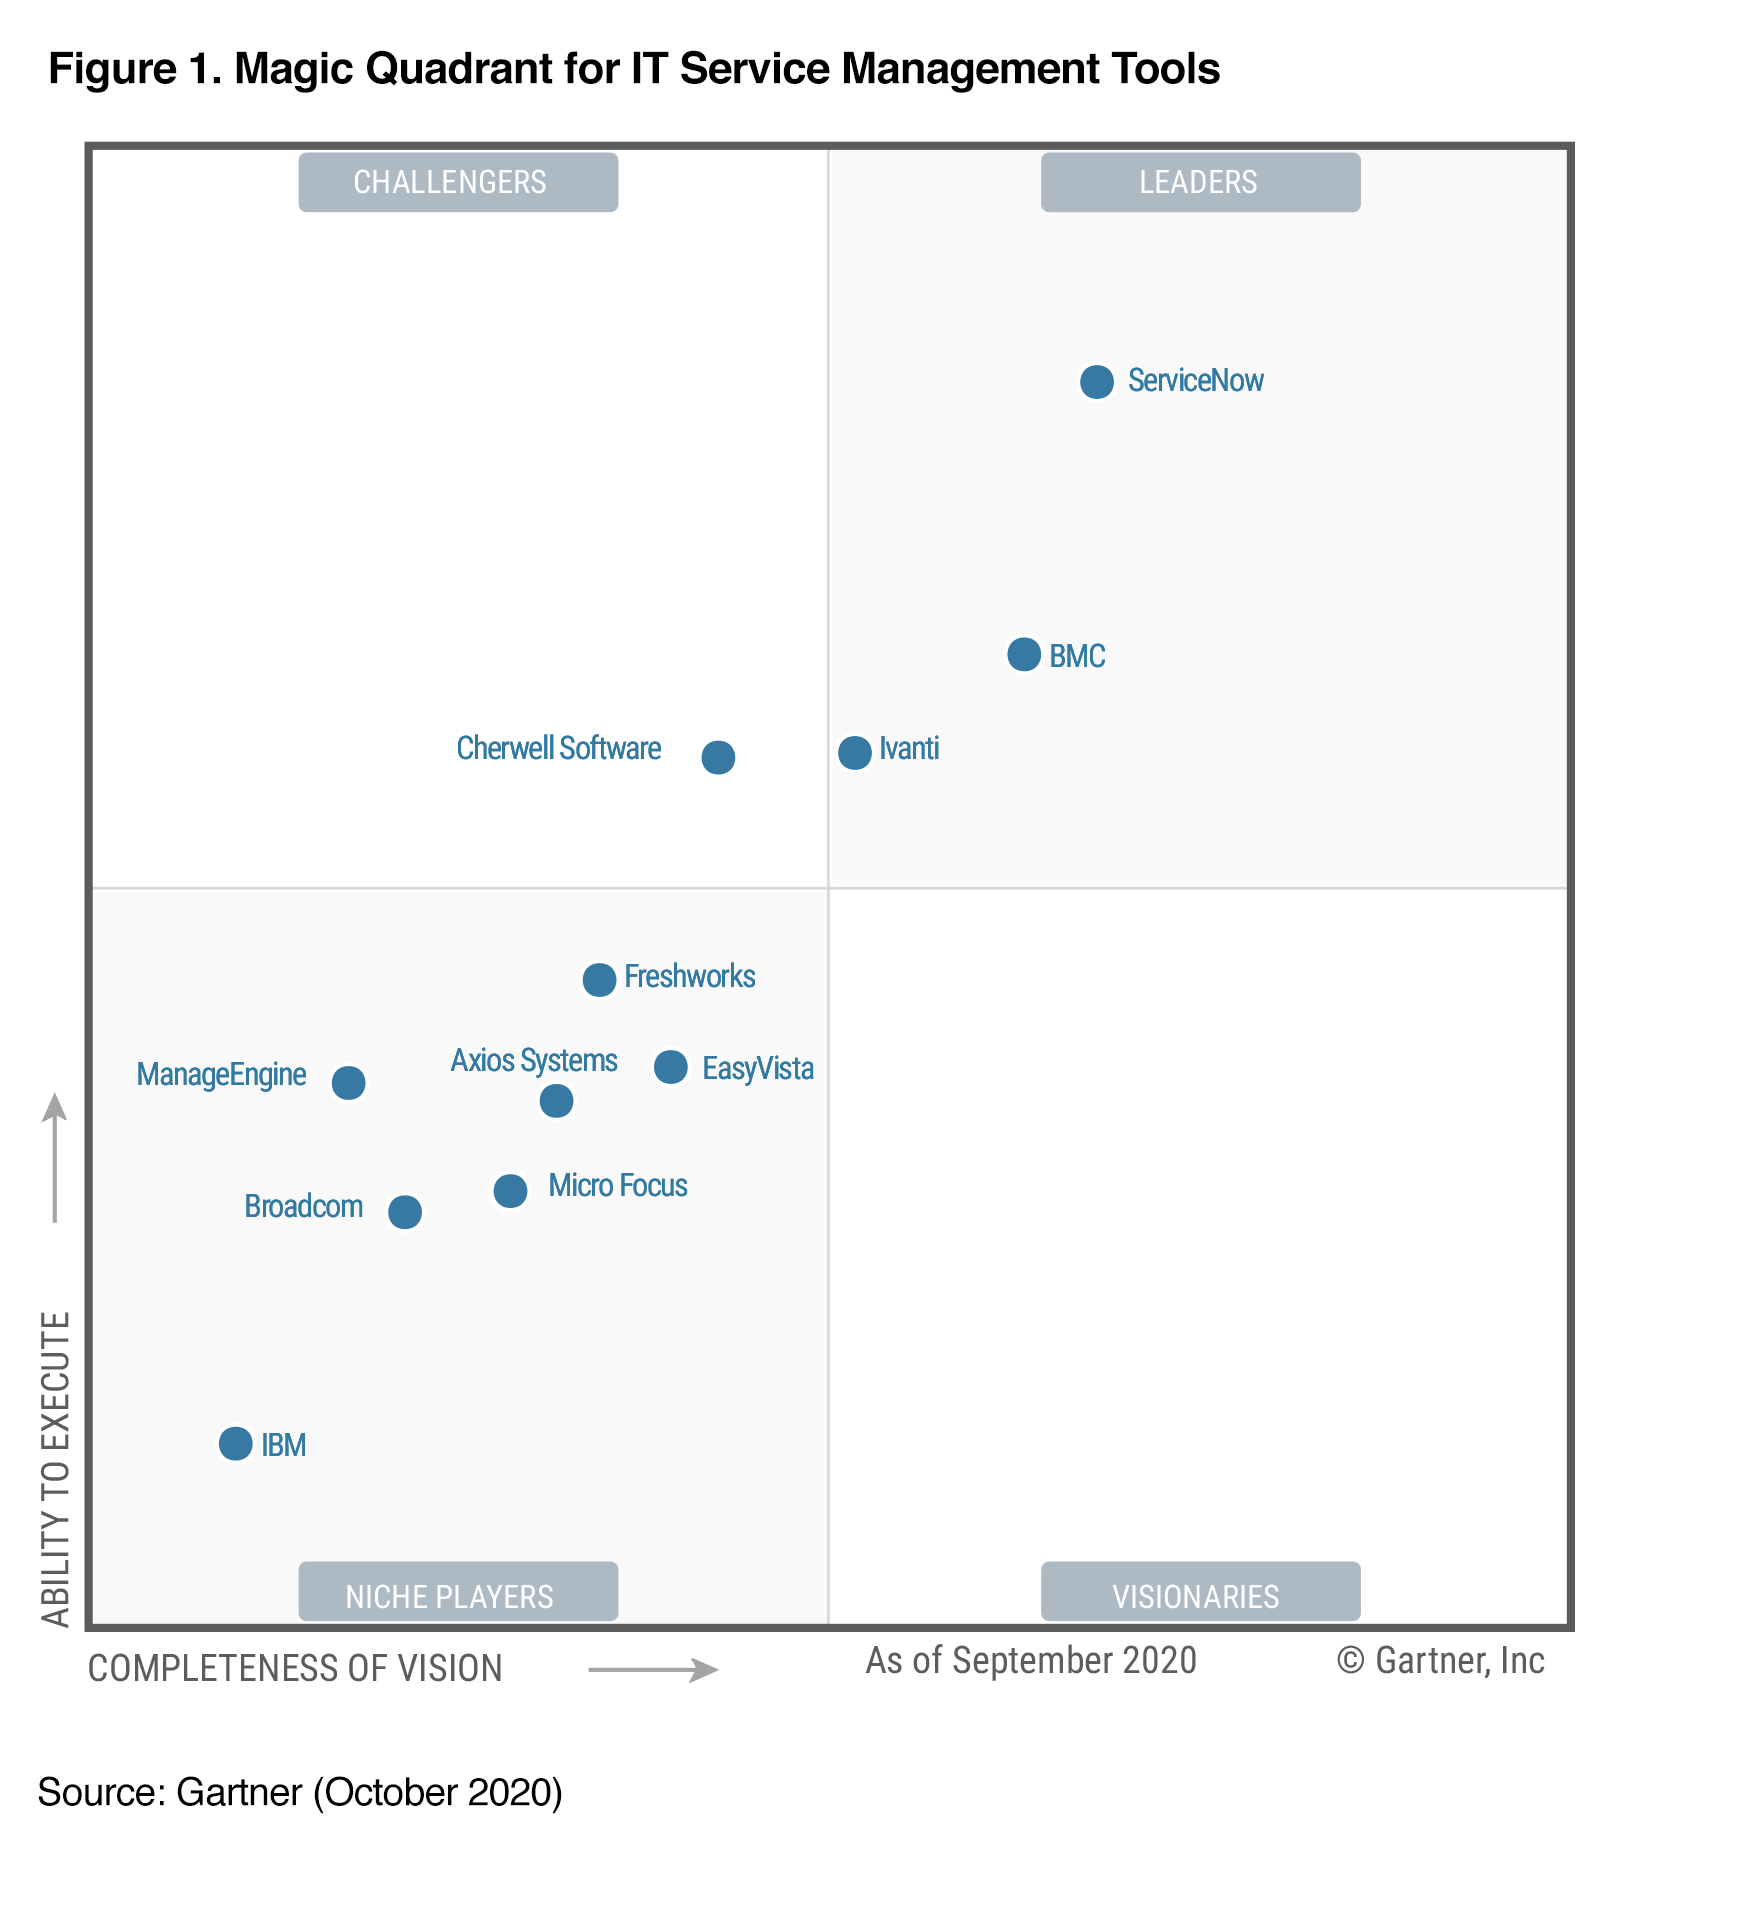 Figure 1. Magic Quadrant for IT Service Management Tools
CHALLENGERS
LEADERS
ServiceNow
BMC
Cherwell Software
Ivanti
Freshworks
ManageEngine
Axios Systems
EasyVista
Broadcom
Micro Focus
IBM
NICHE PLAYERS
VISIONARIES
ABILITY TO EXECUTE
COMPLETENESS OF VISION
As of September 2020
© Gartner, Inc
Source: Gartner (October 2020)